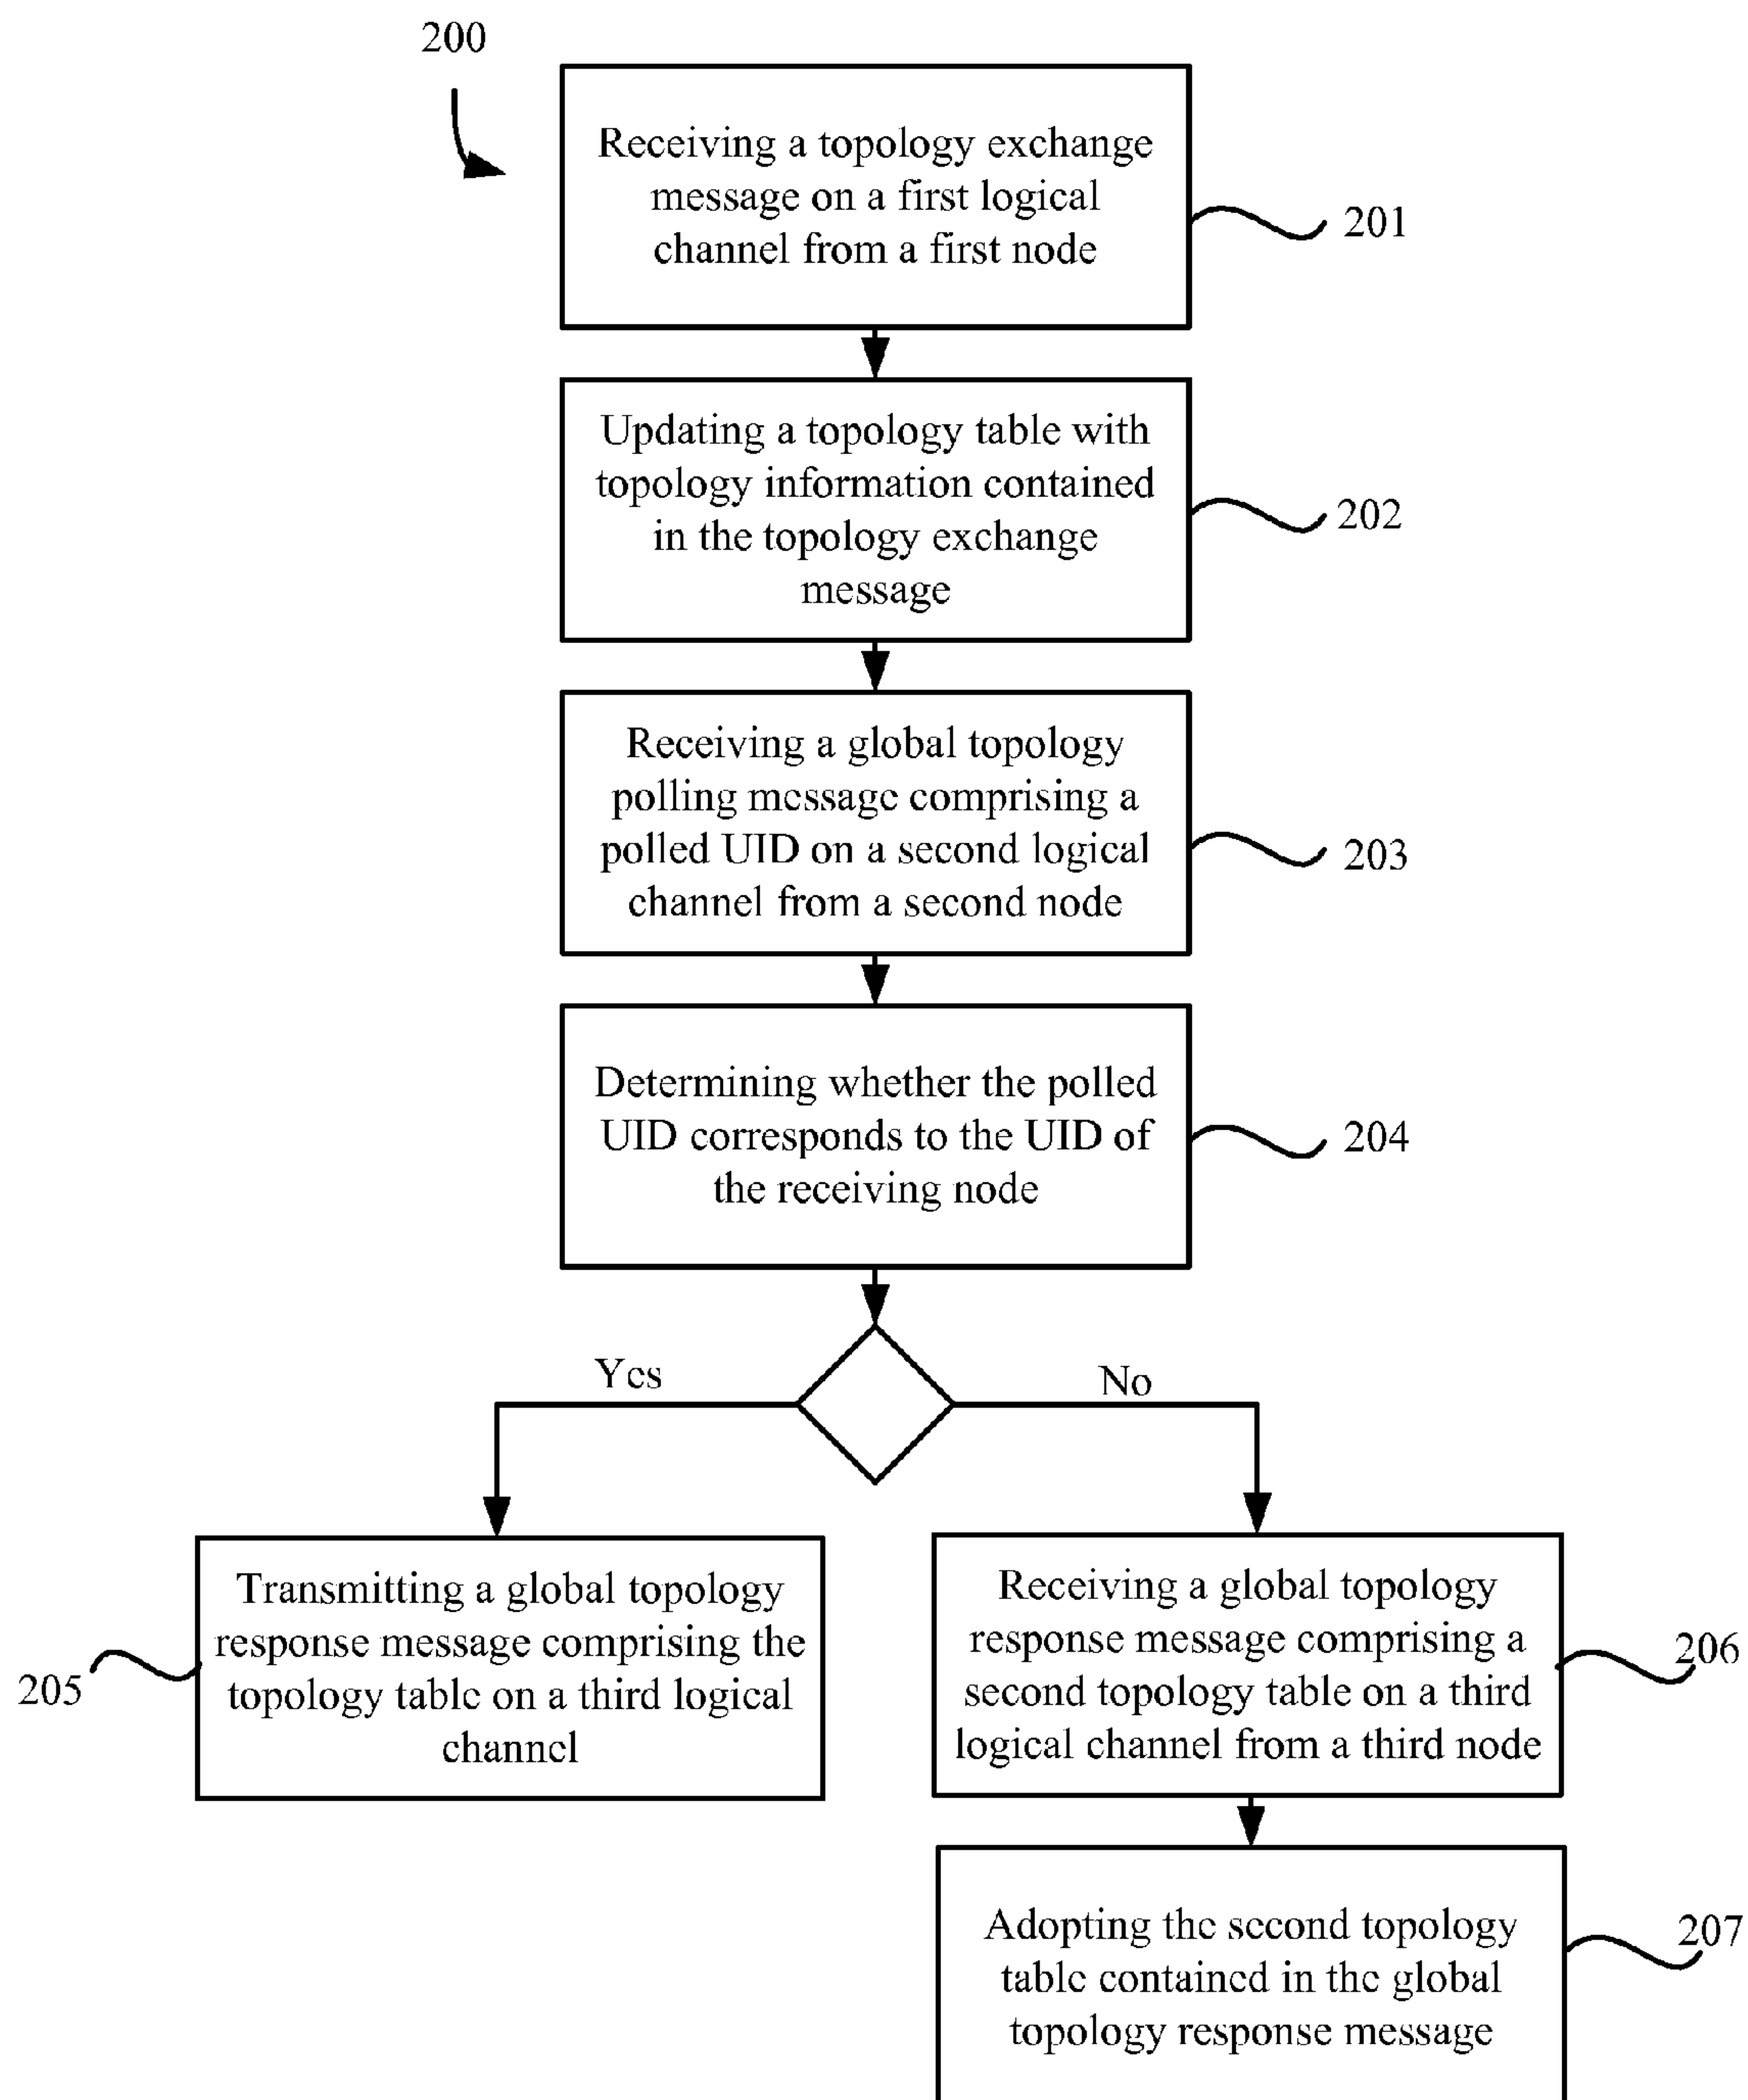 200
Receiving a topology exchange
message on a first logical
channel from a first node
201
Updating a topology table with
topology information contained
in the topology exchange
message
202
Receiving a global topology
polling message comprising a
polled UID on a second logical
channel from a second node
203
Determining whether the polled
UID corresponds to the UID of
the receiving node
204
Yes
No
Transmitting a global topology
response message comprising the
topology table on a third logical
channel
205
Receiving a global topology
response message comprising a
second topology table on a third
logical channel from a third node
206
Adopting the second topology
table contained in the global
topology response message
207